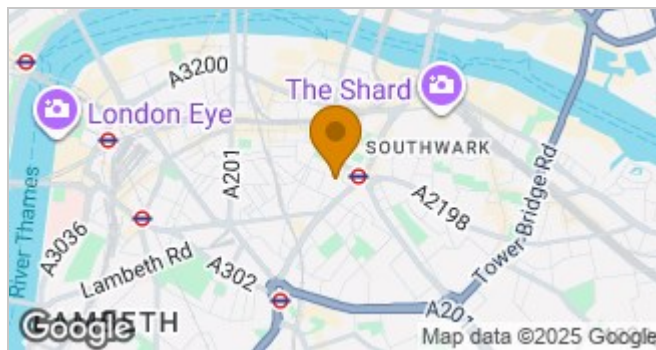 A3200
The Shard
London Eye
A201
SOUTHWARK
River Thames
A3036
A2198
Tower Bridge Rd
Lambeth Rd
A302
LAMBETH
Google
Map data ©2025 Google